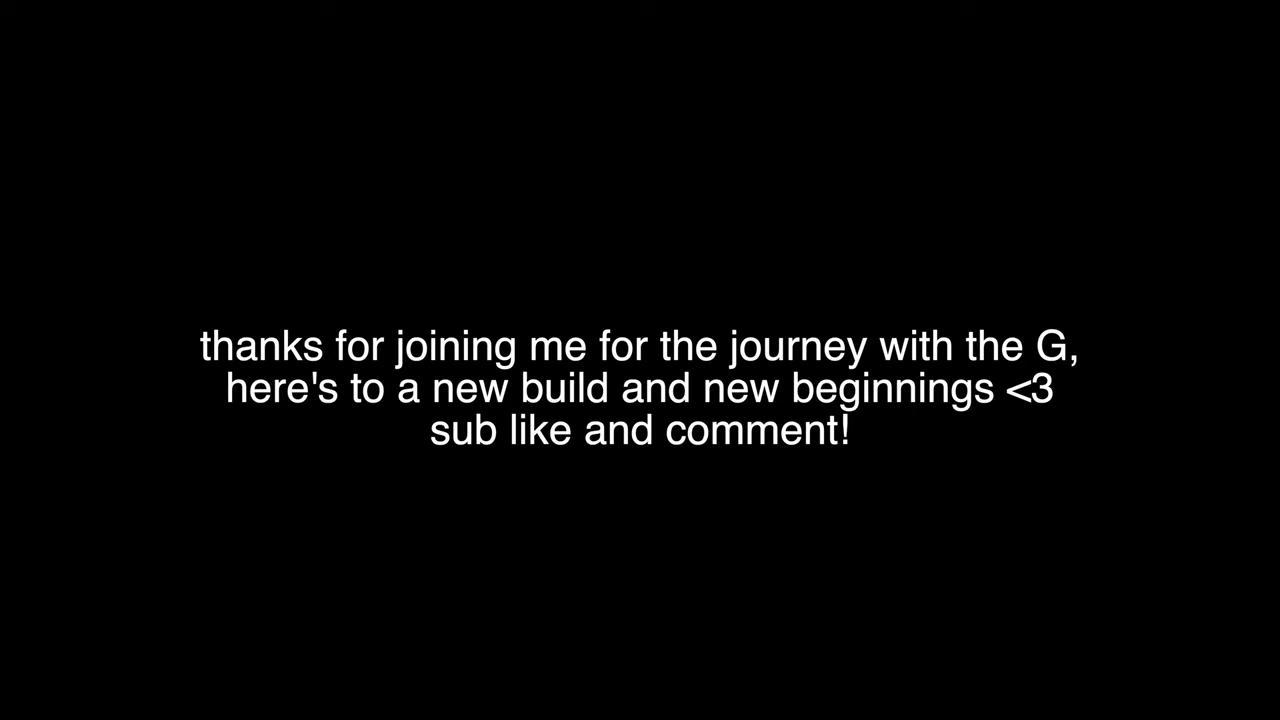 thanks for joining me for the journey with the G,
here's to a new build and new beginnings <3
sub like and comment!